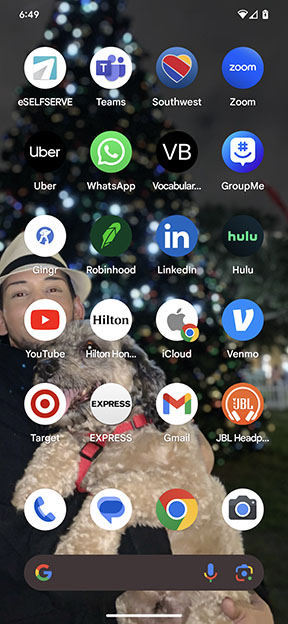 6:49
eSELFSERVE
Teams
Southwest
zoom
Zoom
Uber
Uber
WhatsApp
VB
Vocabular...
#
GroupMe
Gingr
Robinhood
in
LinkedIn
hulu
Hulu
YouTube
Hilton
Hilton Hon...
iCloud
Venmo
Target
EXPRESS
EXPRESS
Gmail
JBL
JBL Headp...